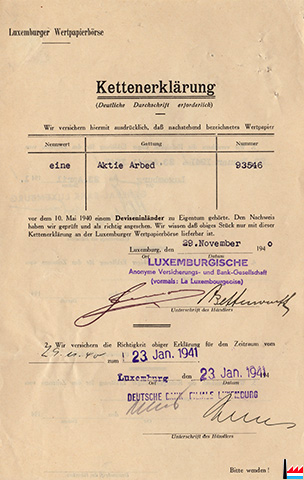 Luxemburger Wertpapierbörse
Kettenerklärung
(Deutliche Durchschrift erforderlich)
Wir versichern hiermit ausdrücklich, daß nachstehend bezeichnetes Wertpapier
Nennwert Gattung Nummer
eine Aktie Arbed 93546
vor dem 10. Mai 1940 einem Deviseninländer zu Eigentum gehörte. Den Nachweis
haben wir geprüft und als richtig angesehen. Wir wissen daß obiges Stück nur mit dieser
Kettenerklärung an der Luxemburger Wertpapierbörse lieferbar ist.
Luxemburg, den 29.November 1940
Ort Datum
LUXEMBURGISCHE
Anonyme Versicherungs- und Bank-Gesellschaft
(vormals: La Luxembourgeoise)
Unterschrift des Händlers
2. Wir versichern die Richtigkeit obiger Erklärung für den Zeitraum vom
29.11.40 zum 23 Jan. 1941
Luxemburg den 23 Jan. 1941
Ort Datum
DEUTSCHE BANK FILIALE LUXEMBURG
Unterschrift des Händlers
Bitte wenden!